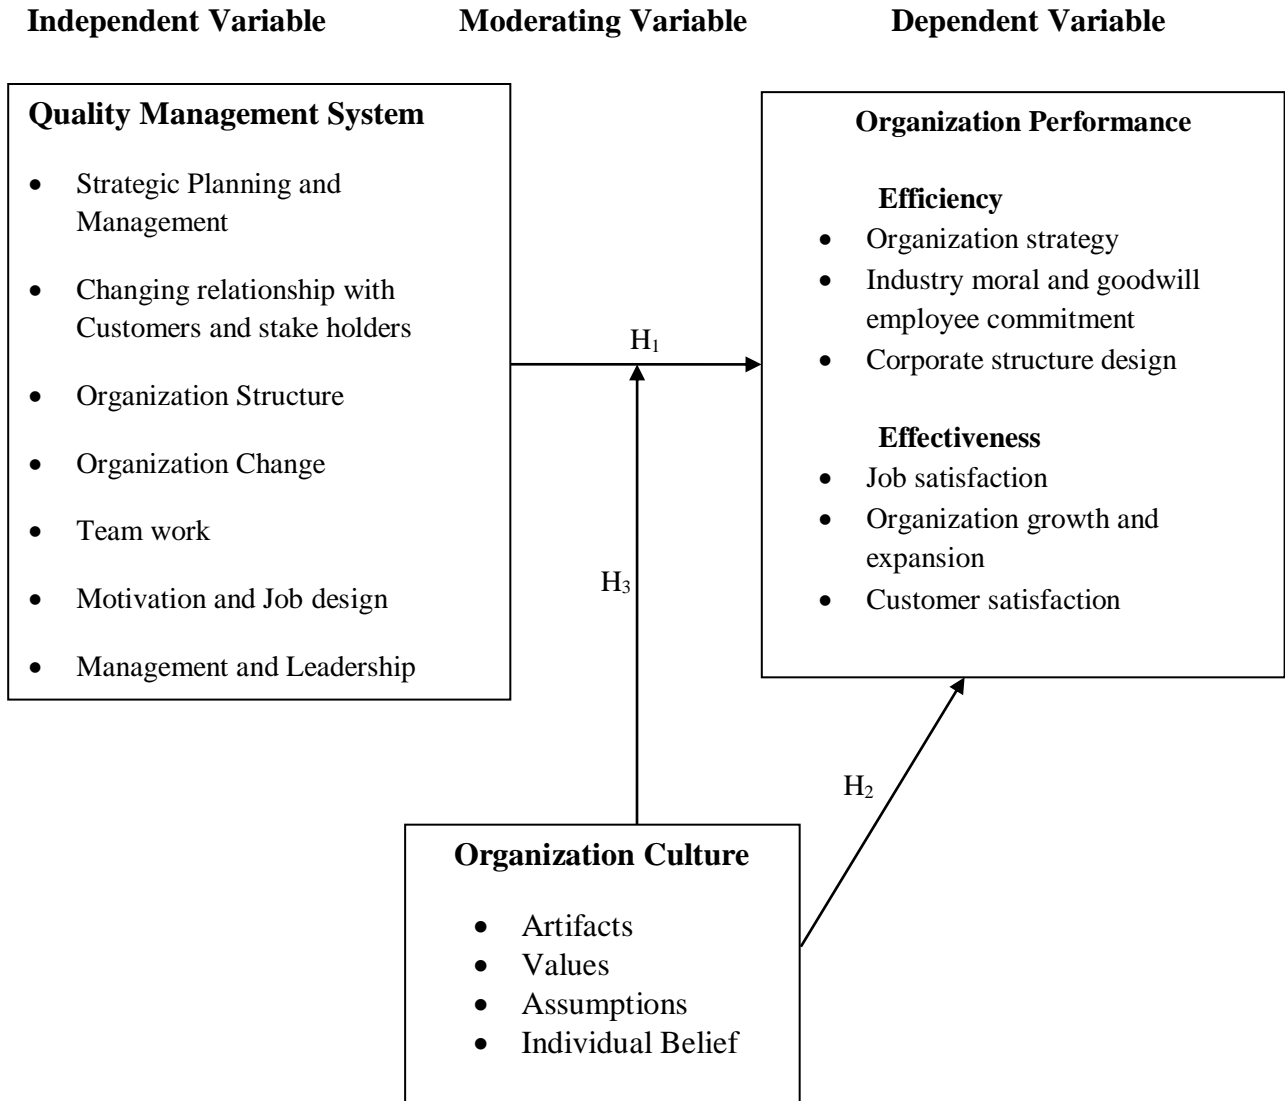 Independent Variable Moderating Variable Dependent Variable
Quality Management System
• Strategic Planning and
Management
• Changing relationship with
Customers and stake holders
• Organization Structure
• Organization Change
• Team work
• Motivation and Job design
• Management and Leadership
H₁
H₃
Organization Performance
Efficiency
• Organization strategy
• Industry moral and goodwill
employee commitment
• Corporate structure design
Effectiveness
• Job satisfaction
• Organization growth and
expansion
• Customer satisfaction
H₂
Organization Culture
• Artifacts
• Values
• Assumptions
• Individual Belief